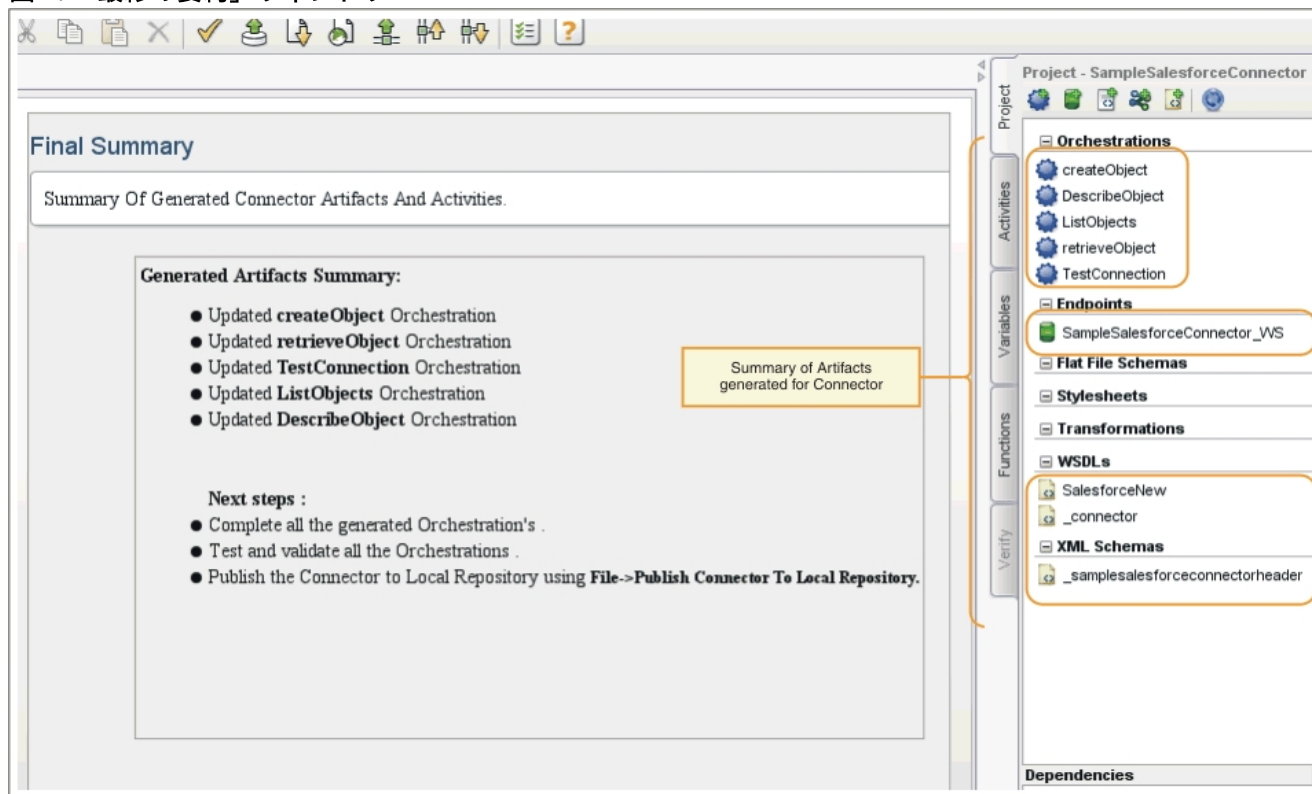 Project - SampleSalesforceConnector
Final Summary
Summary Of Generated Connector Artifacts And Activities.
Generated Artifacts Summary:
● Updated createObject Orchestration
● Updated retrieveObject Orchestration
● Updated TestConnection Orchestration
● Updated ListObjects Orchestration
● Updated DescribeObject Orchestration
Next steps :
● Complete all the generated Orchestration's .
● Test and validate all the Orchestrations .
● Publish the Connector to Local Repository using File->Publish Connector To Local Repository.
Summary of Artifacts
generated for Connector
Project
Activities
Variables
Functions
Verify
Orchestrations
createObject
DescribeObject
ListObjects
retrieveObject
TestConnection
Endpoints
SampleSalesforceConnector_WS
Flat File Schemas
Stylesheets
Transformations
WSDLs
SalesforceNew
_connector
XML Schemas
_samplesalesforceconnectorheader
Dependencies